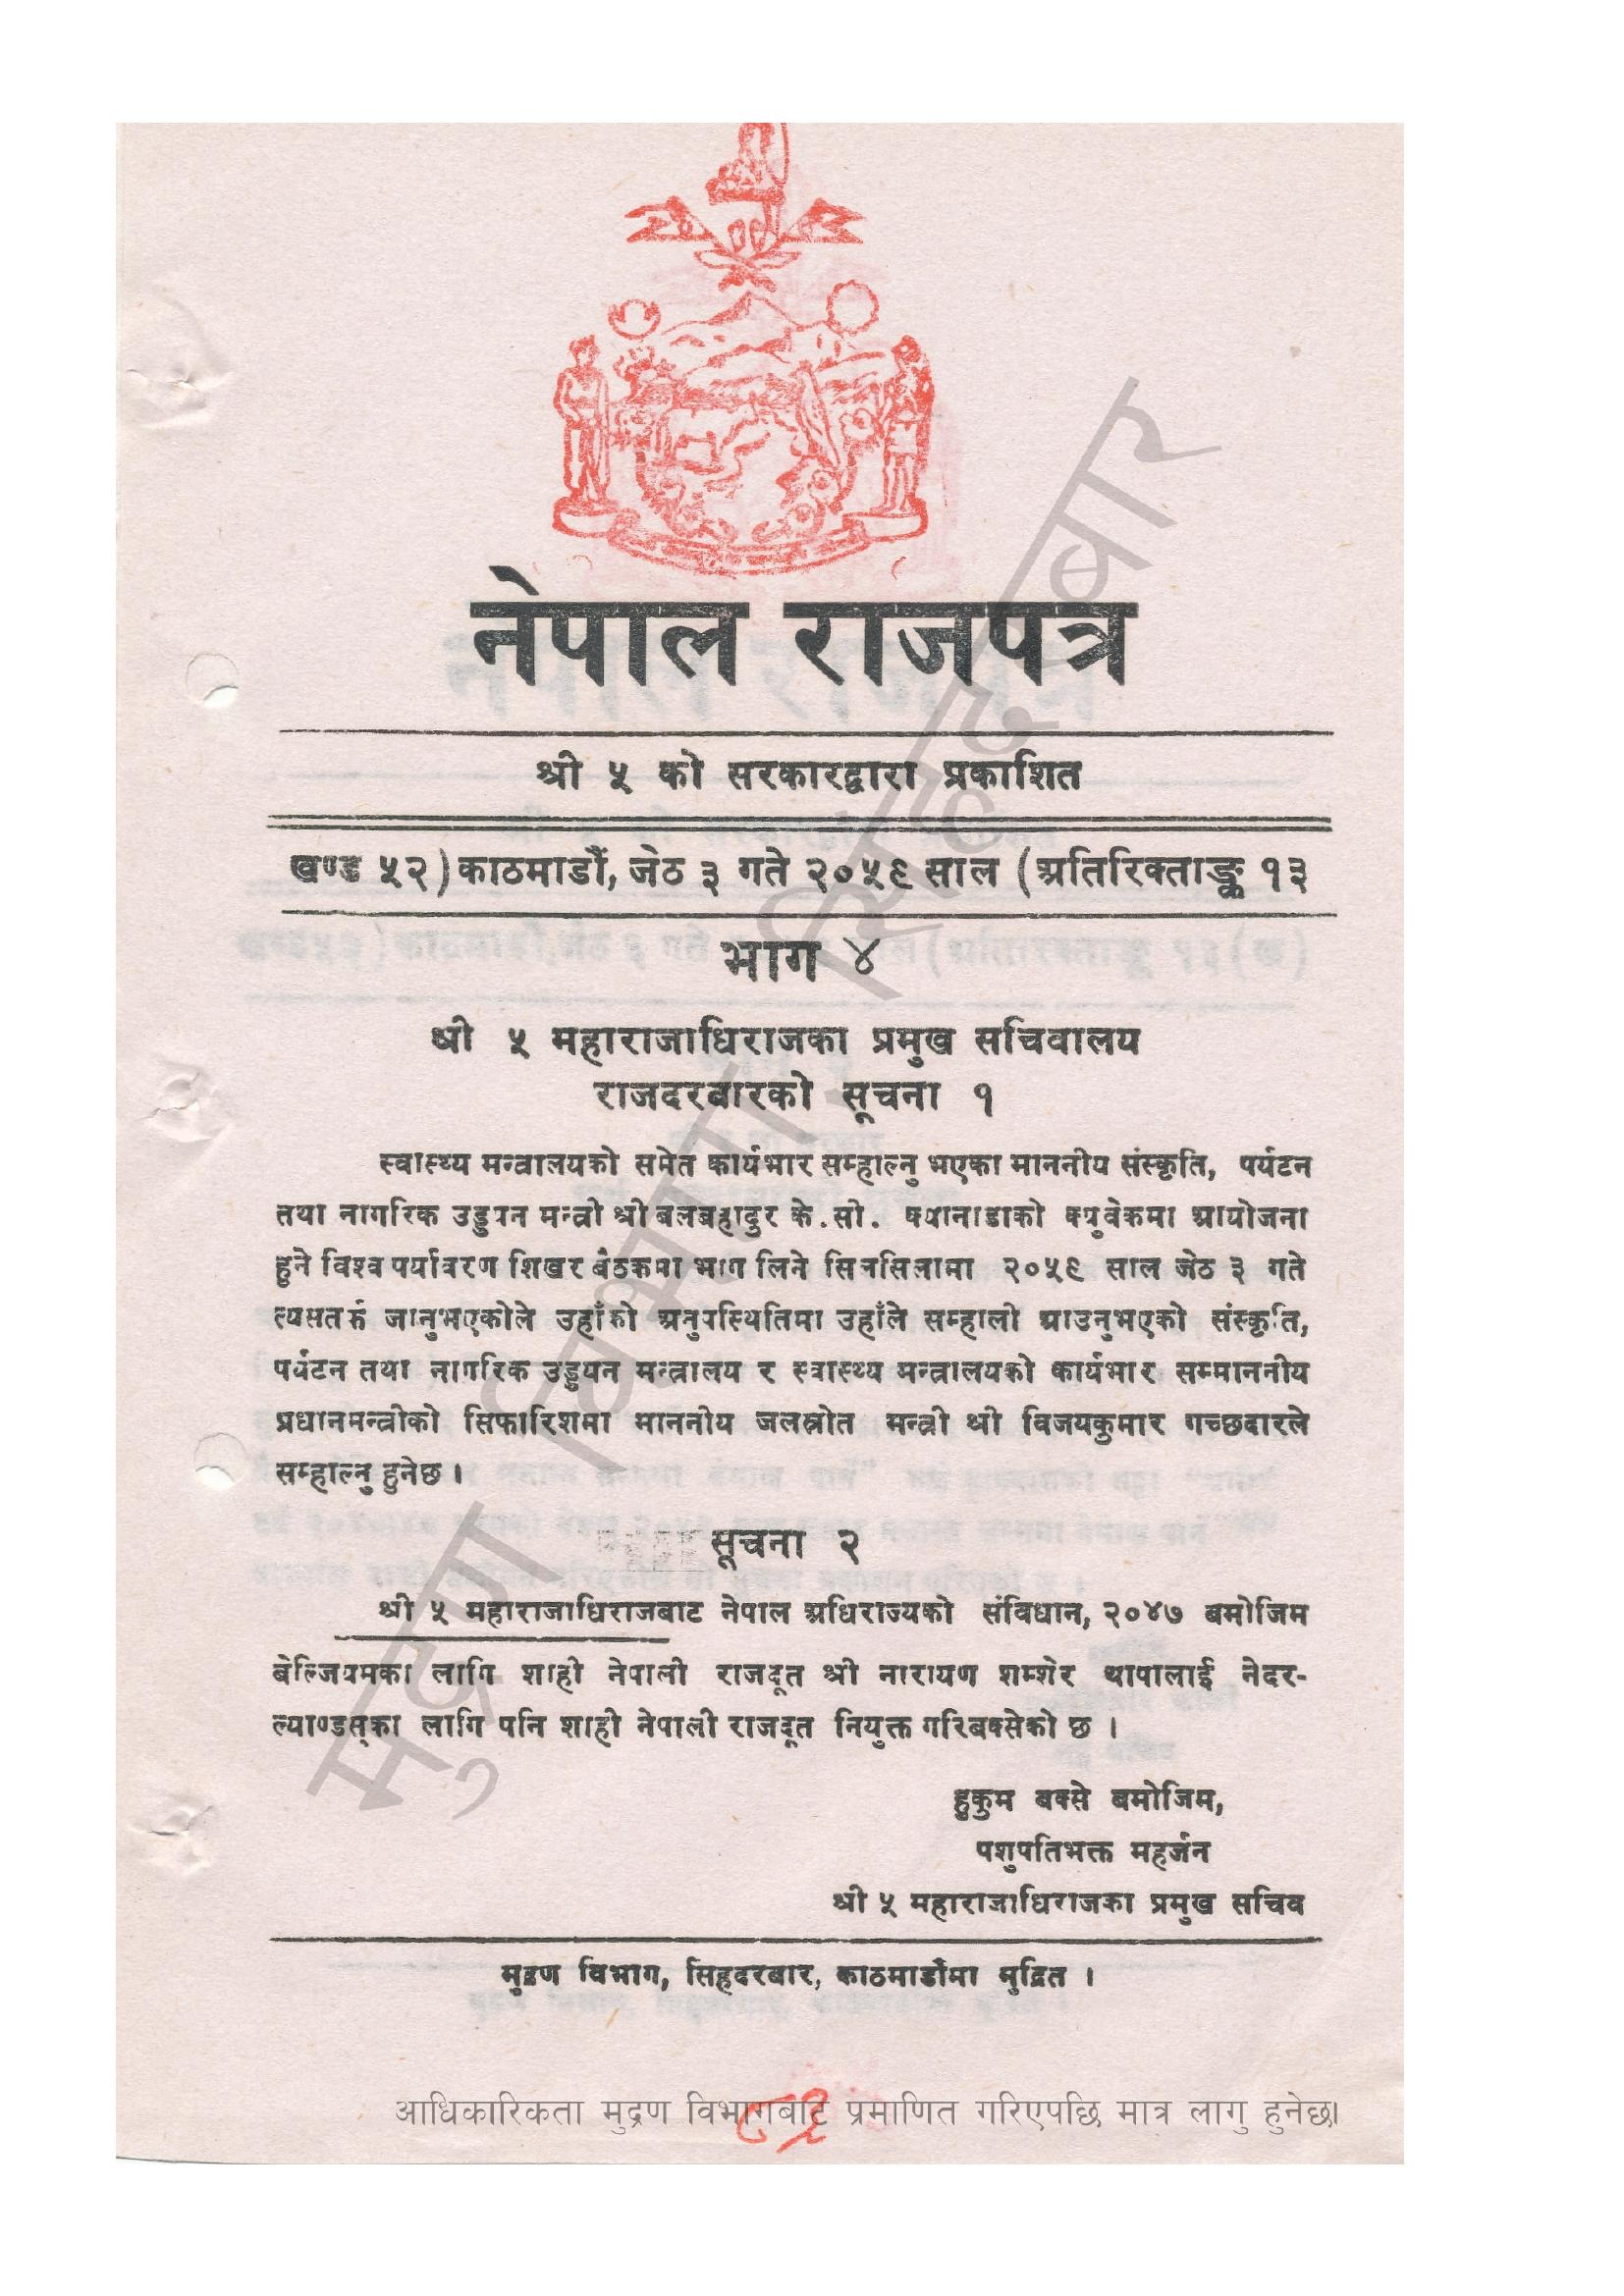 नेपाल राजपत्र
श्री ५ को सरकारद्वारा प्रकाशित
खण्ड ५२) काठमाडौं, जेठ ३ गते २०५९ साल (अतिरिक्ताङ्क १३
भाग ४
श्री ५ महाराजाधिराजका प्रमुख सचिवालय
राजदरबारको सूचना १
स्वास्थ्य मन्त्रालयको समेत कार्यभार सम्हाल्नु भएका माननीय संस्कृति, पर्यटन
तथा नागरिक उड्डयन मन्त्री श्री बलबहादुर के.सी. क्यानाडाको क्युवेकमा आयोजना
हुने विश्व पर्यावरण शिखर बैठकमा भाग लिने सिलसिलामा २०५९ साल जेठ ३ गते
त्यसतर्फ जानुभएकोले उहाँको अनुपस्थितिमा उहाँले सम्हाली आउनुभएको संस्कृति,
पर्यटन तथा नागरिक उड्डयन मन्त्रालय र स्वास्थ्य मन्त्रालयको कार्यभार सम्माननीय
प्रधानमन्त्रीको सिफारिशमा माननीय जलस्रोत मन्त्री श्री विजयकुमार गच्छदारले
सम्हाल्नु हुनेछ ।
सूचना २
श्री ५ महाराजाधिराजबाट नेपाल अधिराज्यको संविधान, २०४७ बमोजिम
बेल्जियमका लागि शाही नेपाली राजदूत श्री नारायण शम्शेर थापालाई नेदर-
ल्याण्डस्का लागि पनि शाही नेपाली राजदूत नियुक्त गरिबक्सेको छ ।
हुकुम बक्से बमोजिम,
पशुपतिभक्त महर्जन
श्री ५ महाराजाधिराजका प्रमुख सचिव
मुद्रण विभाग, सिंहदरबार, काठमाडौंमा मुद्रित ।
आधिकारिकता मुद्रण विभागबाट प्रमाणित गरिएपछि मात्र लागु हुनेछ।
मुद्रण विभाग, सिंहदरबार